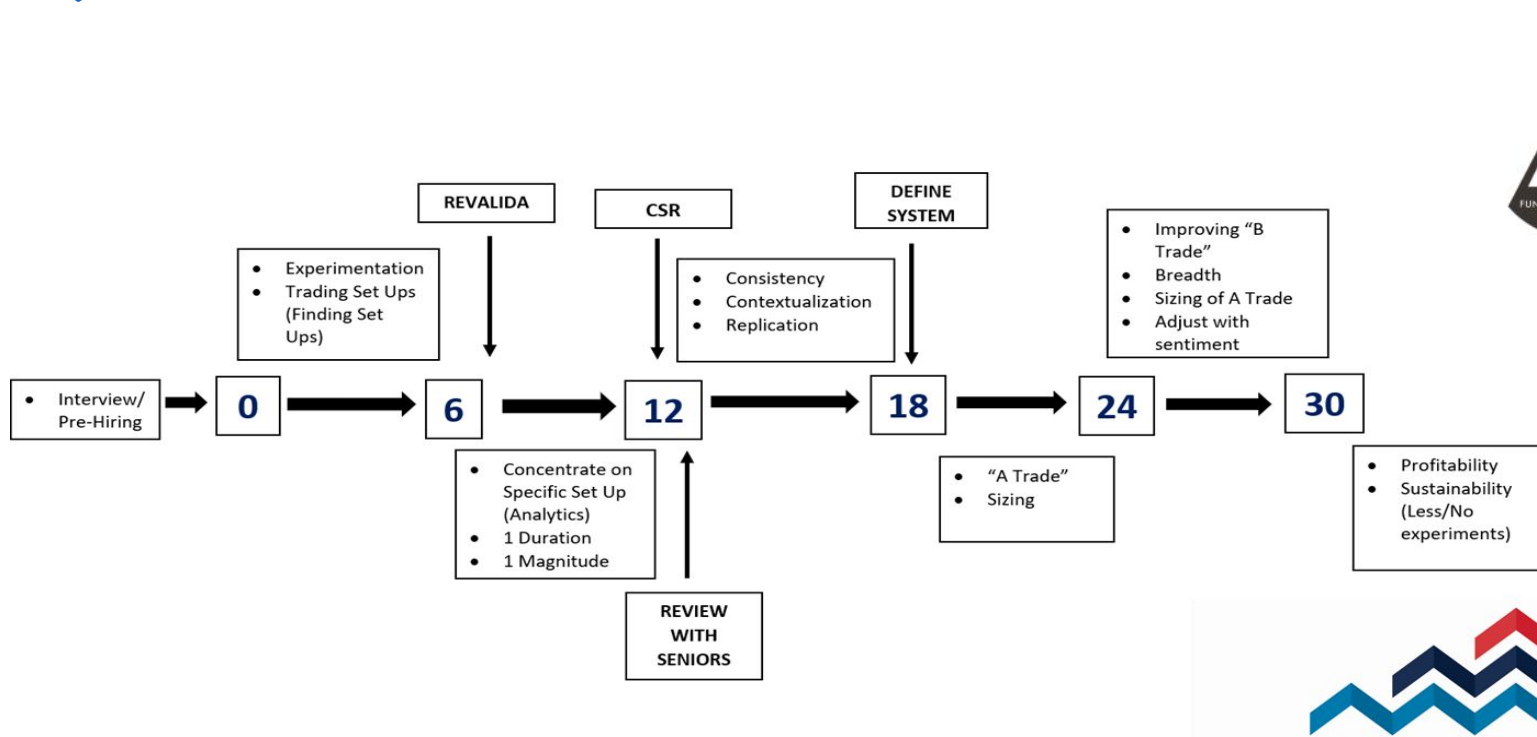 REVALIDA
CSR
DEFINE
SYSTEM
• Experimentation
• Trading Set Ups
(Finding Set
Ups)
• Consistency
• Contextualization
• Replication
• Improving “B
Trade”
• Breadth
• Sizing of A Trade
• Adjust with
sentiment
• Interview/
Pre-Hiring
0
6
12
18
24
30
• Concentrate on
Specific Set Up
(Analytics)
• 1 Duration
• 1 Magnitude
• “A Trade”
• Sizing
• Profitability
• Sustainability
(Less/No
experiments)
REVIEW
WITH
SENIORS